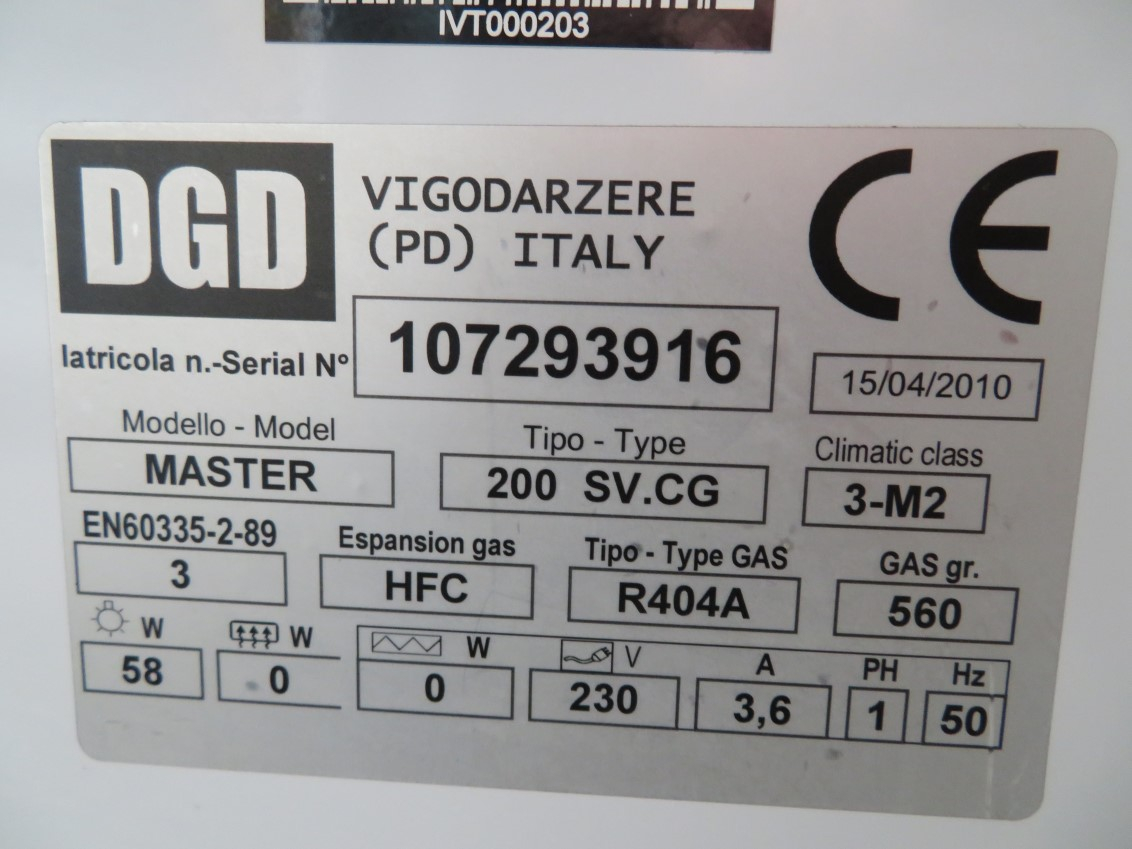 IVT000203
DGD
VIGODARZERE
(PD) ITALY
CE
latricola n.-Serial N° 107293916
15/04/2010
Modello - Model Tipo - Type Climatic class
MASTER 200 SV.CG 3-M2
EN60335-2-89 Espansion gas Tipo - Type GAS GAS gr.
3 HFC R404A 560
W W W V A PH Hz
58 0 0 230 3,6 1 50